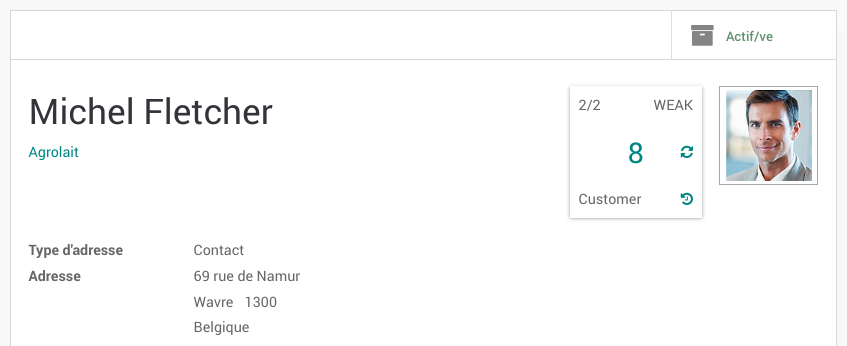 Actif/ve
Michel Fletcher
Agrolait
2/2 WEAK
8
Customer
Type d'adresse Contact
Adresse 69 rue de Namur
Wavre 1300
Belgique